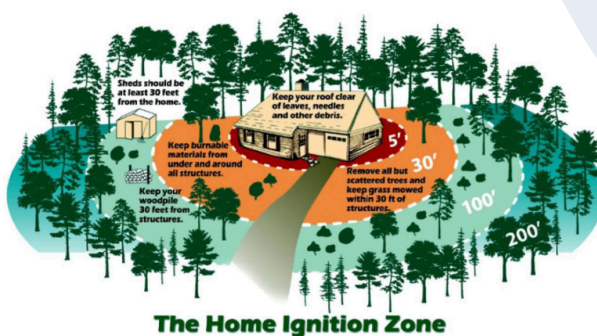 Sheds should be
at least 30 feet
from the home.
Keep your roof clear
of leaves, needles
and other debris.
5'
Keep burnable
materials from
under and around
all structures.
30'
Remove all but
scattered trees and
keep grass mowed
within 30 ft of
structures.
Keep your
woodpile
30 feet from
structures.
100'
200'
The Home Ignition Zone